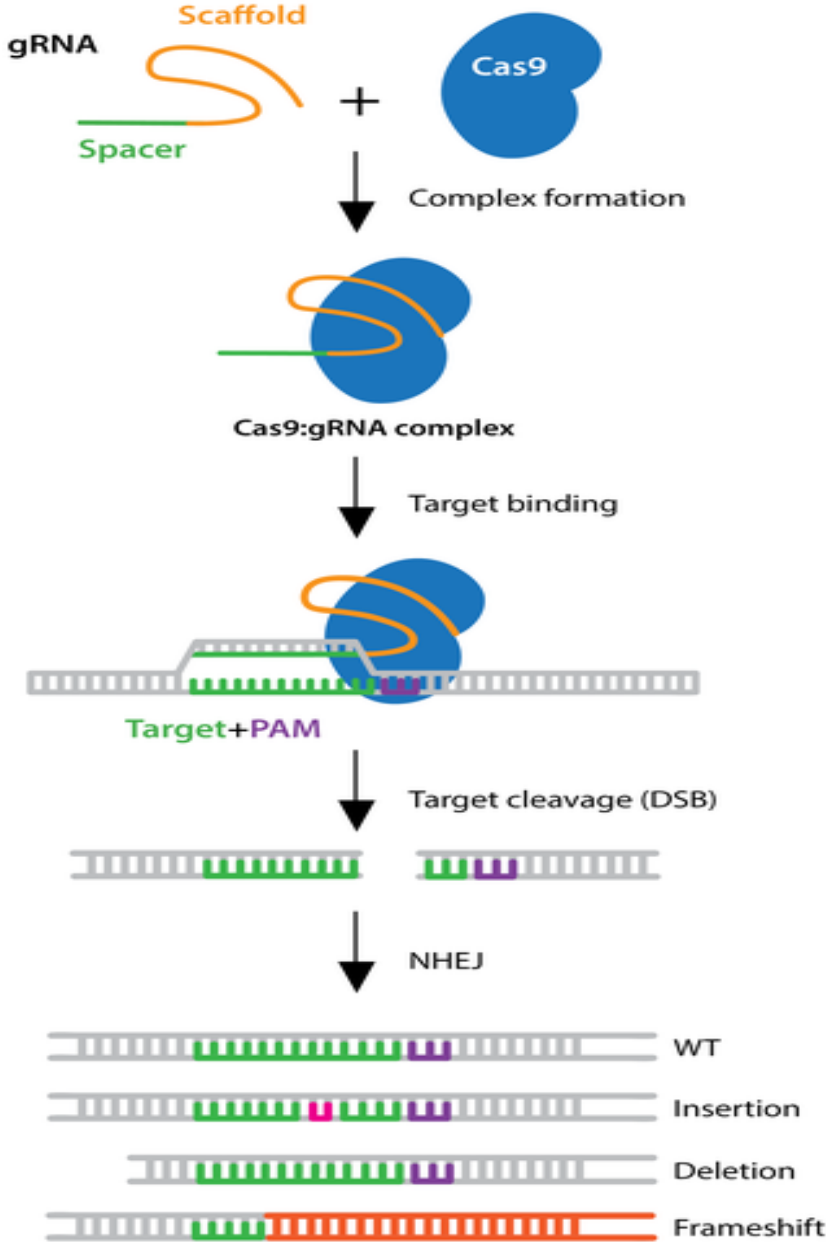 Scaffold
gRNA
Cas9
+
Spacer
Complex formation
Cas9:gRNA complex
Target binding
Target+PAM
Target cleavage (DSB)
NHEJ
WT
Insertion
Deletion
Frameshift